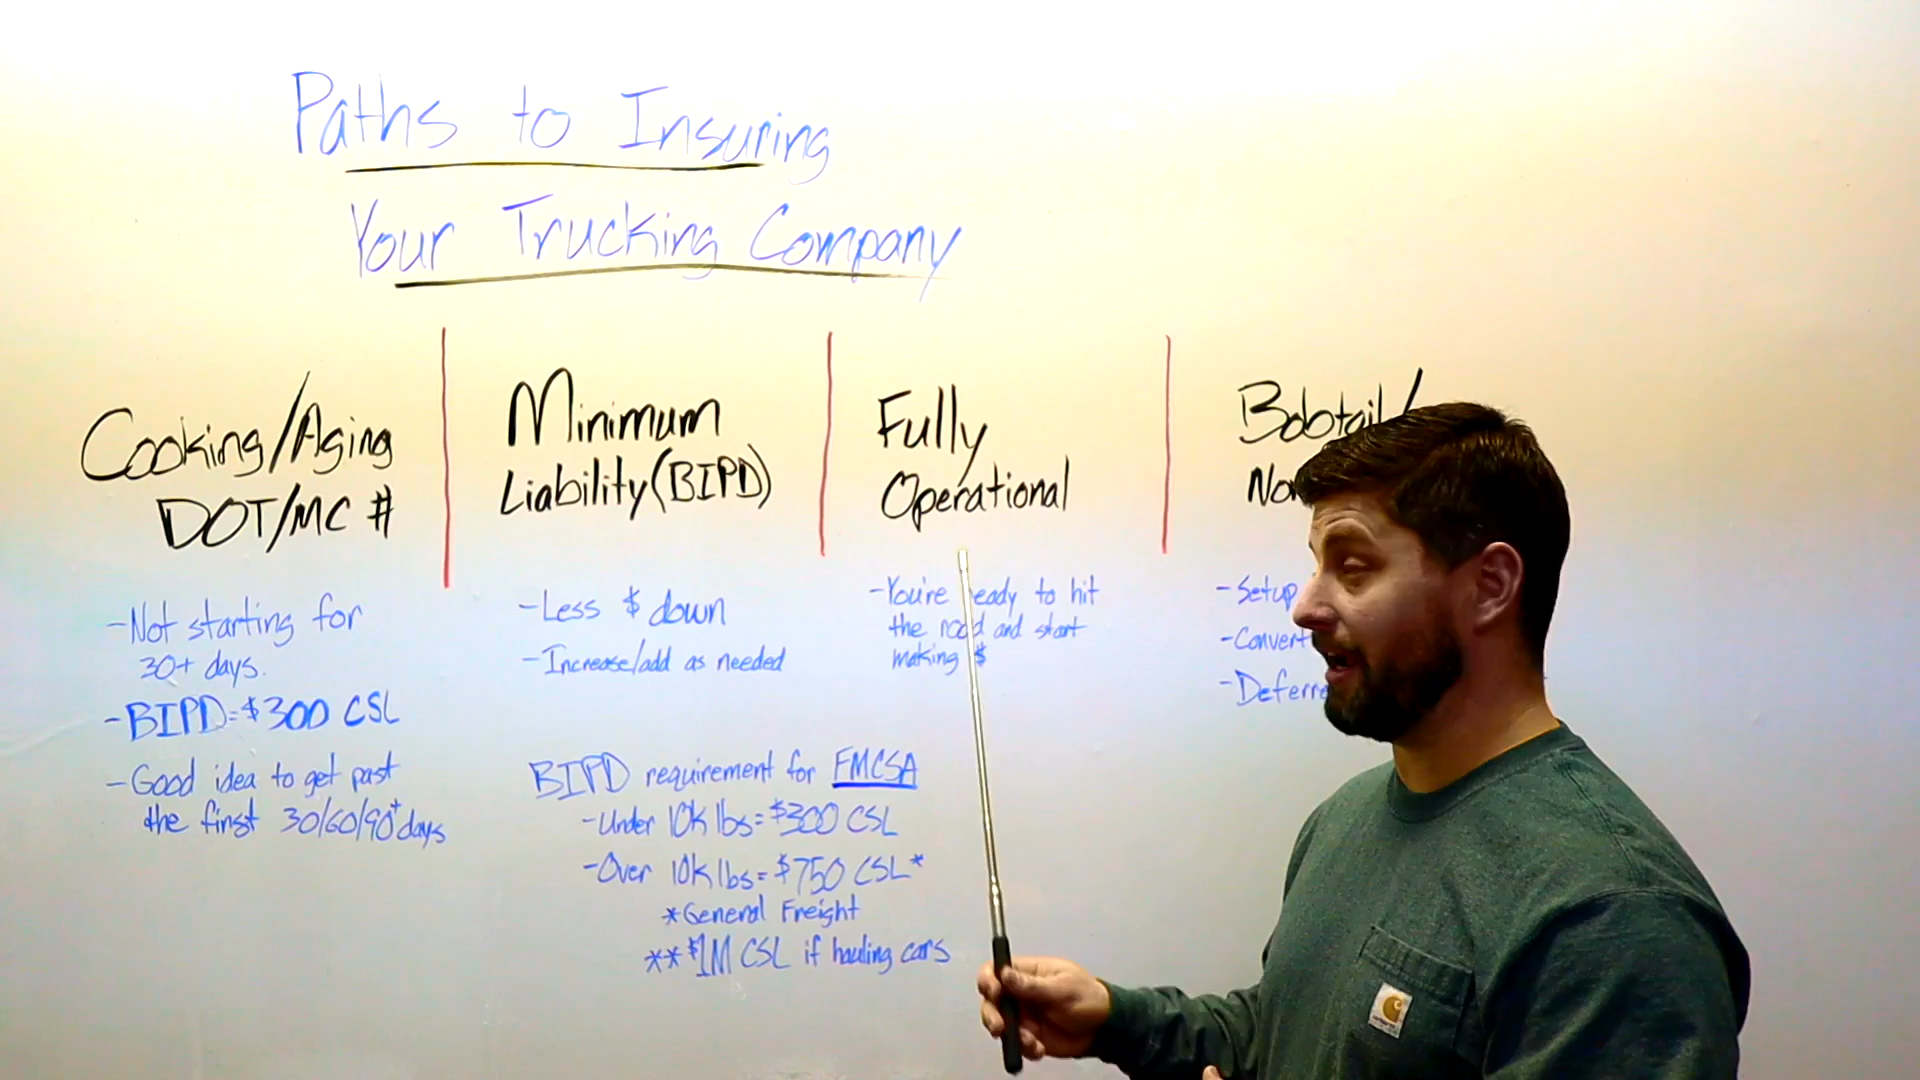 Paths to Insuring
Your Trucking Company
Cooking/Aging
DOT/MC #
-Not starting for
30+ days.
-BIPD=$300 CSL
-Good idea to get past
the first 30/60/90+ days
Minimum
Liability (BIPD)
-Less $ down
-Increase/add as needed
BIPD requirement for FMCSA
-Under 10K lbs=$300 CSL
-Over 10K lbs=$750 CSL*
*General Freight
**$1M CSL if hauling cars
Fully
Operational
-You're ready to hit
the road and start
making $
Bobtail/
-Setup
-Convert